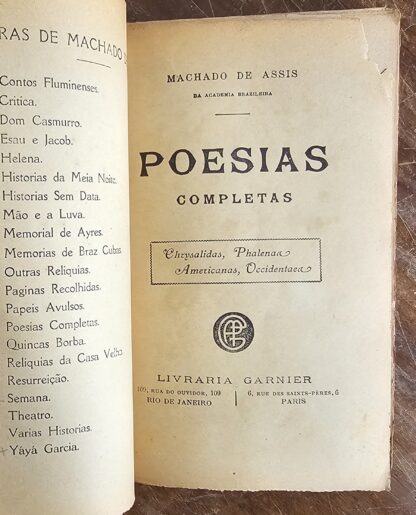 RAS DE MACHADO D
Contos Fluminenses.
Critica.
Dom Casmurro.
Esau e Jacob.
Helena.
Historias da Meia Noite.
Historias Sem Data.
Mão e a Luva.
Memorial de Ayres.
Memorias de Braz Cubas
Outras Reliquias.
Paginas Recolhidas.
Papeis Avulsos.
Poesias Completas.
Quincas Borba.
Reliquias da Casa Velha
Resurreição.
Semana.
Theatro.
Varias Historias.
Yáyá Garcia.
MACHADO DE ASSIS
DA ACADEMIA BRAZILEIRA
POESIAS
COMPLETAS
Chrysalidas, Phalenas
Americanas, Occidentaes
LIVRARIA GARNIER
109, RUA DO OUVIDOR, 109
RIO DE JANEIRO
6, RUE DES SAINTS-PÈRES, 6
PARIS